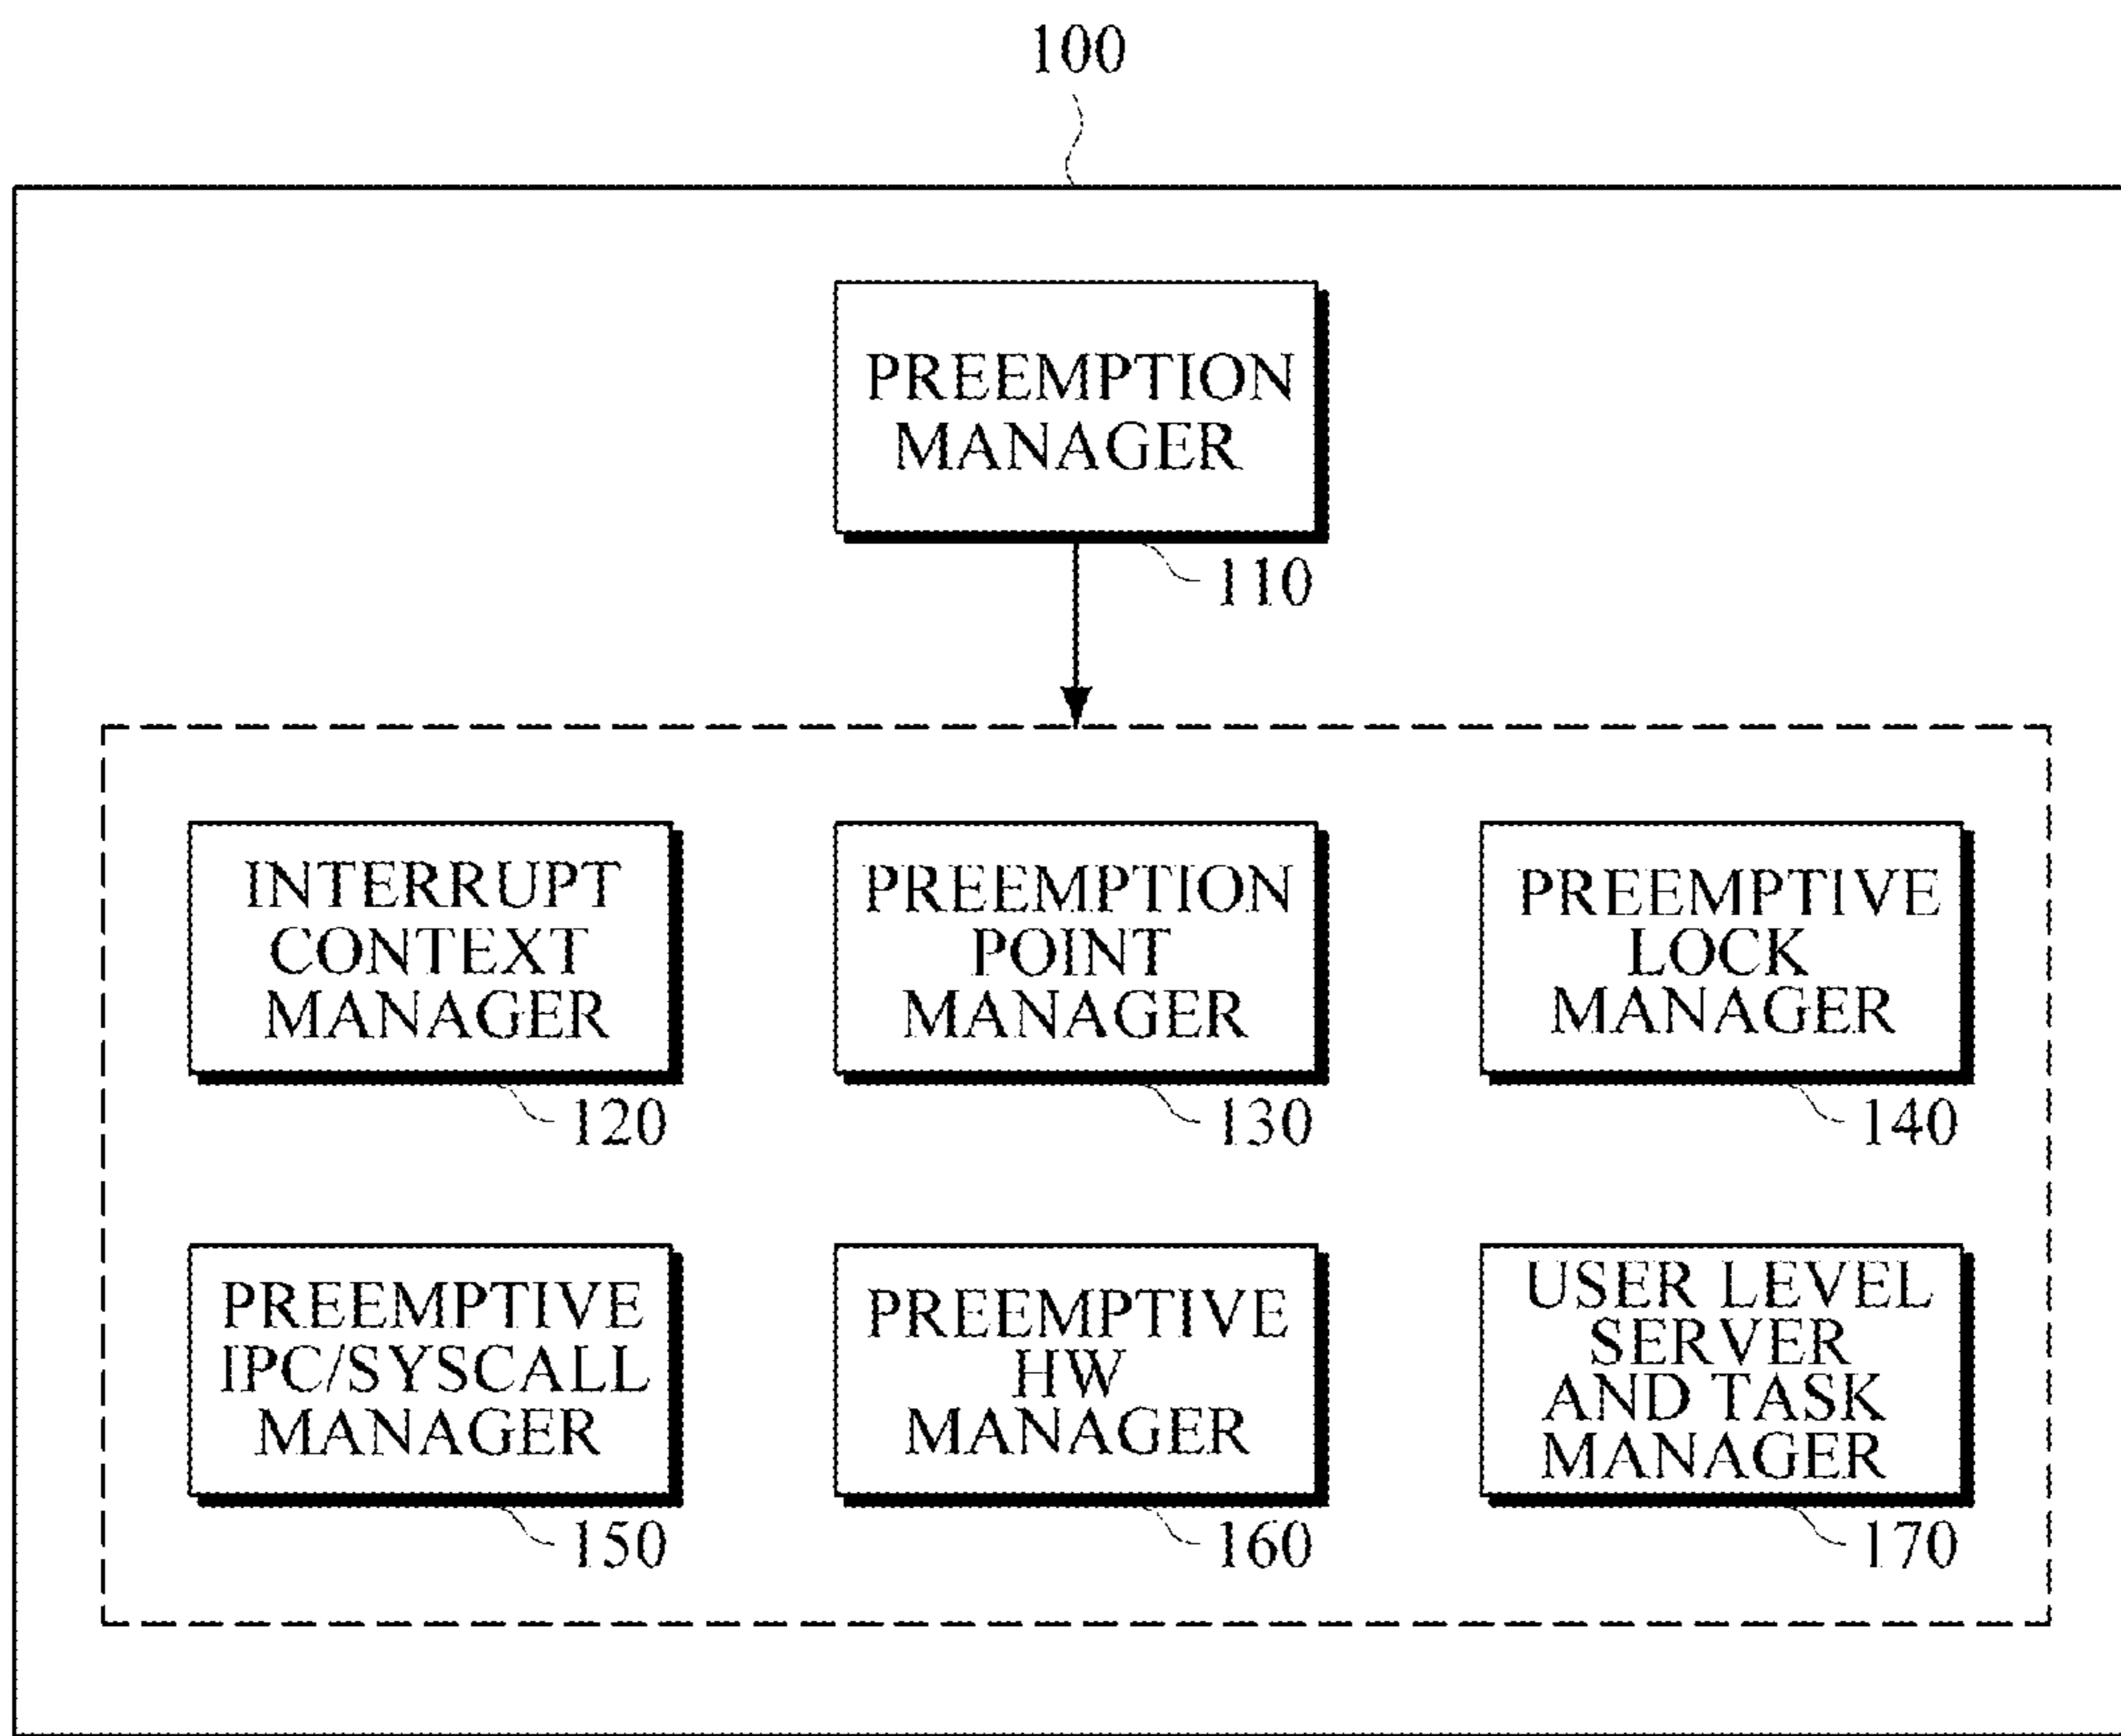 100
PREEMPTION
MANAGER
110
INTERRUPT
CONTEXT
MANAGER
120
PREEMPTION
POINT
MANAGER
130
PREEMPTIVE
LOCK
MANAGER
140
PREEMPTIVE
IPC/SYSCALL
MANAGER
150
PREEMPTIVE
HW
MANAGER
160
USER LEVEL
SERVER
AND TASK
MANAGER
170